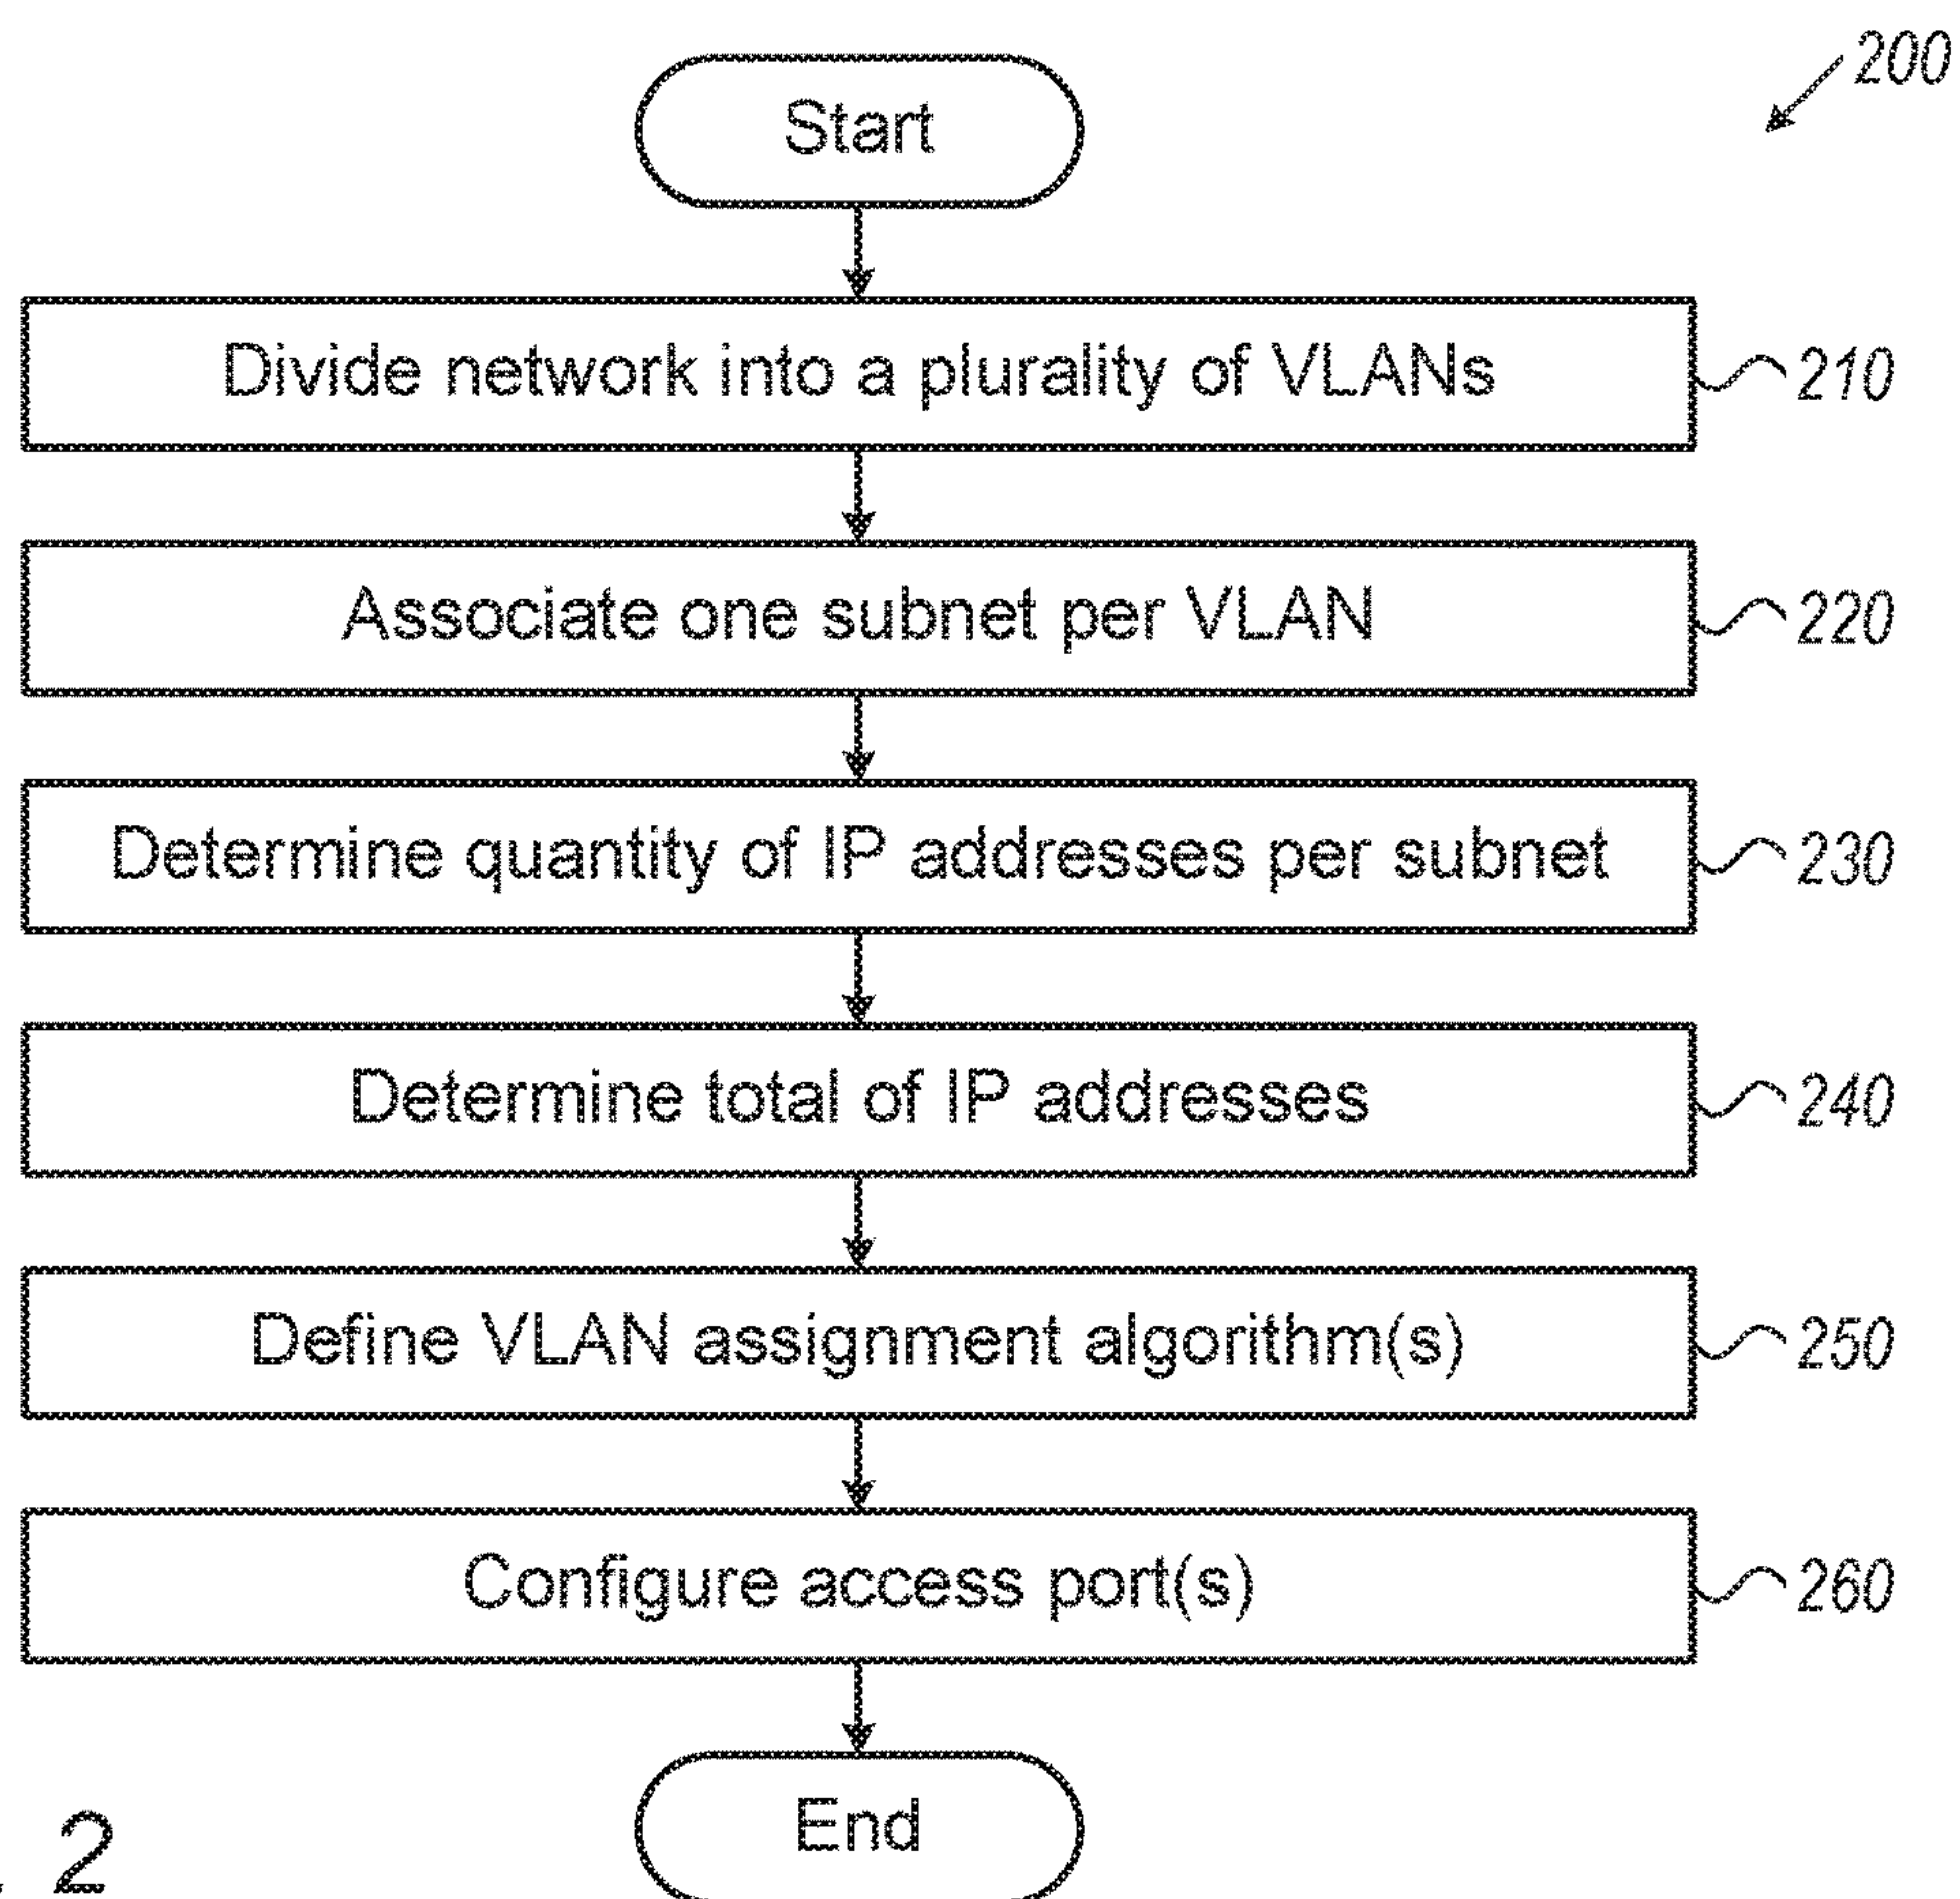 200
Start
Divide network into a plurality of VLANs
210
Associate one subnet per VLAN
220
Determine quantity of IP addresses per subnet
230
Determine total of IP addresses
240
Define VLAN assignment algorithm(s)
250
Configure access port(s)
260
End
2